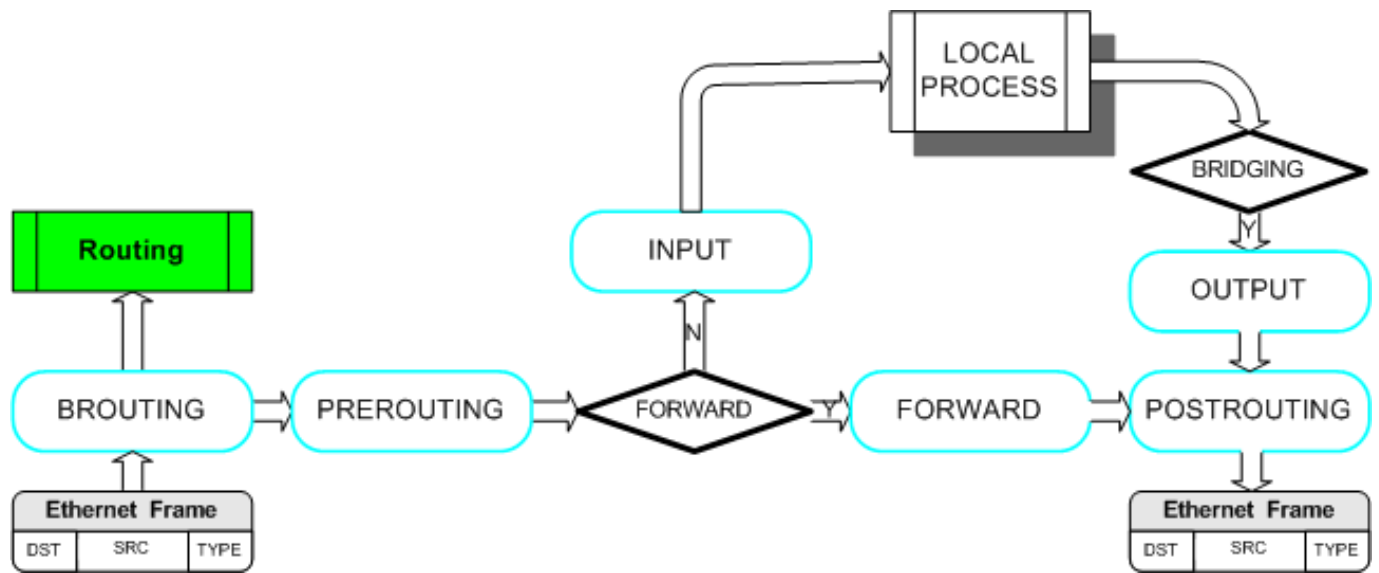 LOCAL
PROCESS
BRIDGING
Y
Routing
INPUT
OUTPUT
N
BROUTING
PREROUTING
FORWARD
Y
FORWARD
POSTROUTING
Ethernet Frame
DST SRC TYPE
Ethernet Frame
DST SRC TYPE